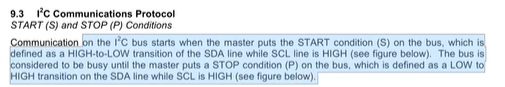 9.3 I²C Communications Protocol
START (S) and STOP (P) Conditions
Communication on the I²C bus starts when the master puts the START condition (S) on the bus, which is
defined as a HIGH-to-LOW transition of the SDA line while SCL line is HIGH (see figure below). The bus is
considered to be busy until the master puts a STOP condition (P) on the bus, which is defined as a LOW to
HIGH transition on the SDA line while SCL is HIGH (see figure below).